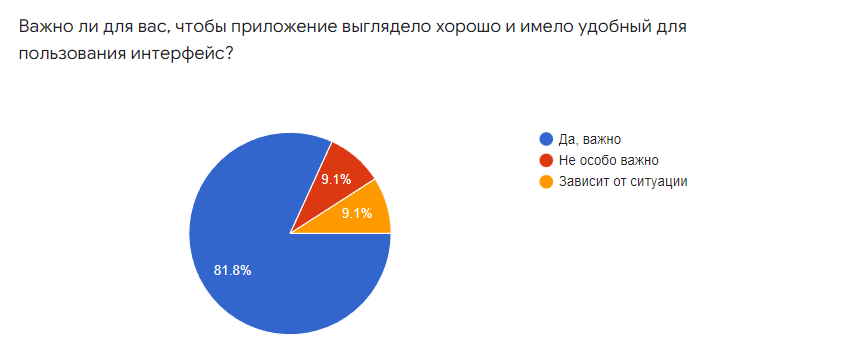 Важно ли для вас, чтобы приложение выглядело хорошо и имело удобный для
пользования интерфейс?
Да, важно
Не особо важно
Зависит от ситуации
9.1%
9.1%
81.8%